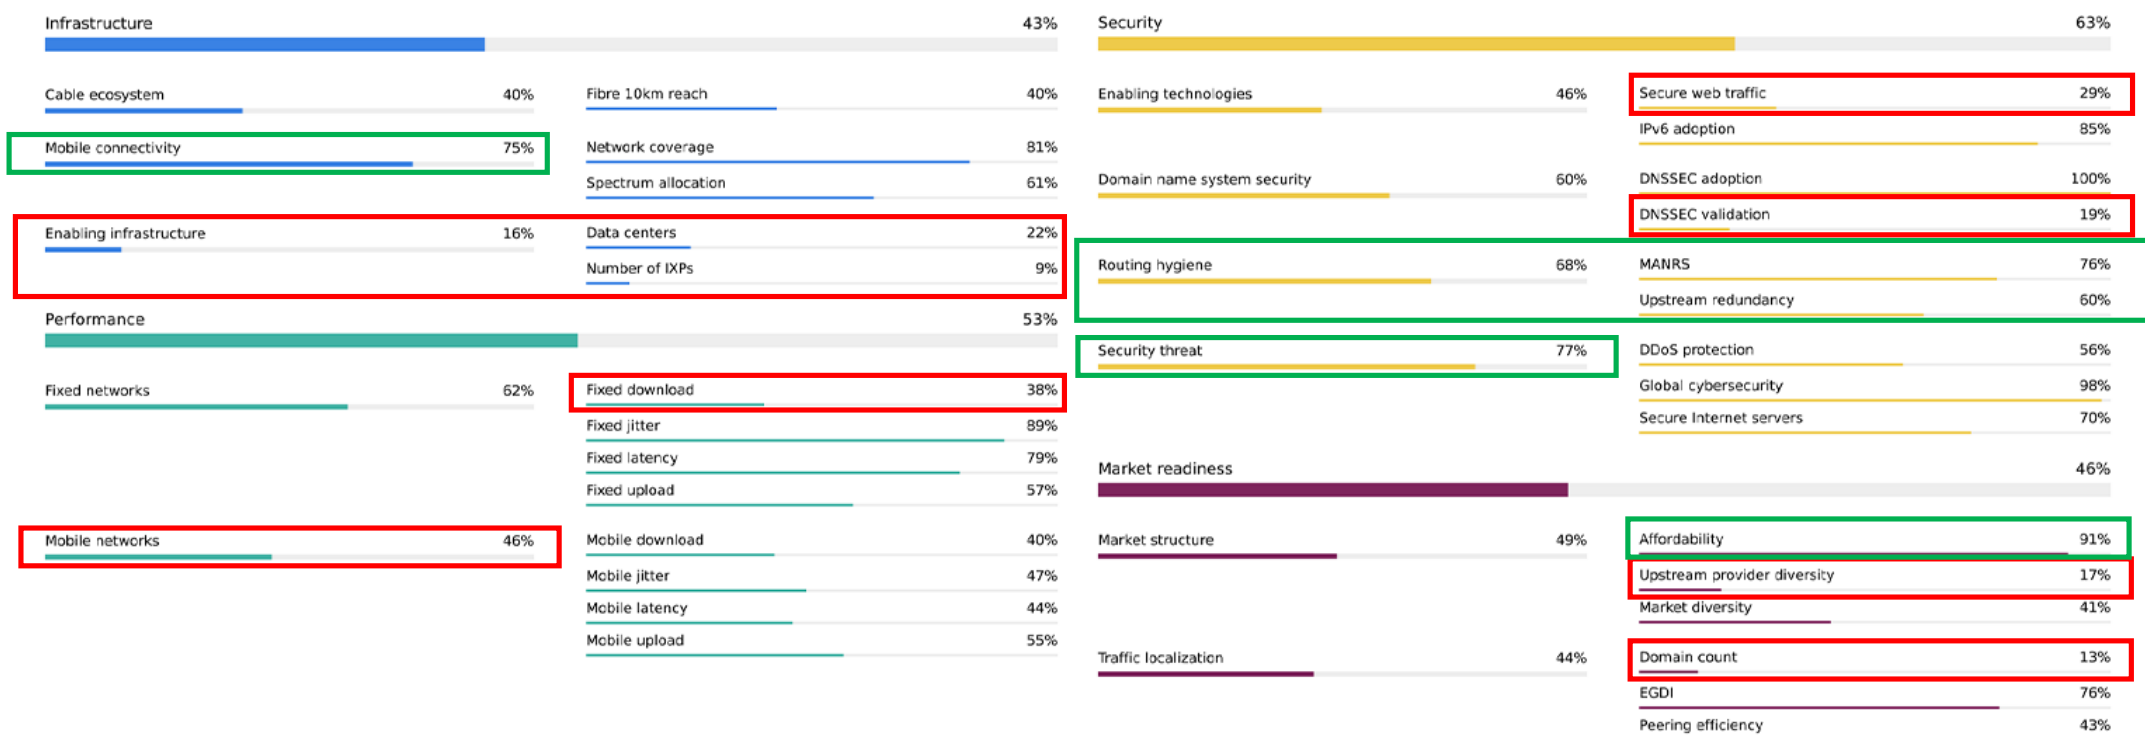 Infrastructure 43%
Cable ecosystem 40%
Fibre 10km reach 40%
Mobile connectivity 75%
Network coverage 81%
Spectrum allocation 61%
Enabling infrastructure 16%
Data centers 22%
Number of IXPs 9%
Performance 53%
Fixed networks 62%
Fixed download 38%
Fixed jitter 89%
Fixed latency 79%
Fixed upload 57%
Mobile networks 46%
Mobile download 40%
Mobile jitter 47%
Mobile latency 44%
Mobile upload 55%
Security 63%
Enabling technologies 46%
Secure web traffic 29%
IPv6 adoption 85%
Domain name system security 60%
DNSSEC adoption 100%
DNSSEC validation 19%
Routing hygiene 68%
MANRS 76%
Upstream redundancy 60%
Security threat 77%
DDoS protection 56%
Global cybersecurity 98%
Secure Internet servers 70%
Market readiness 46%
Market structure 49%
Affordability 91%
Upstream provider diversity 17%
Market diversity 41%
Traffic localization 44%
Domain count 13%
EGDI 76%
Peering efficiency 43%